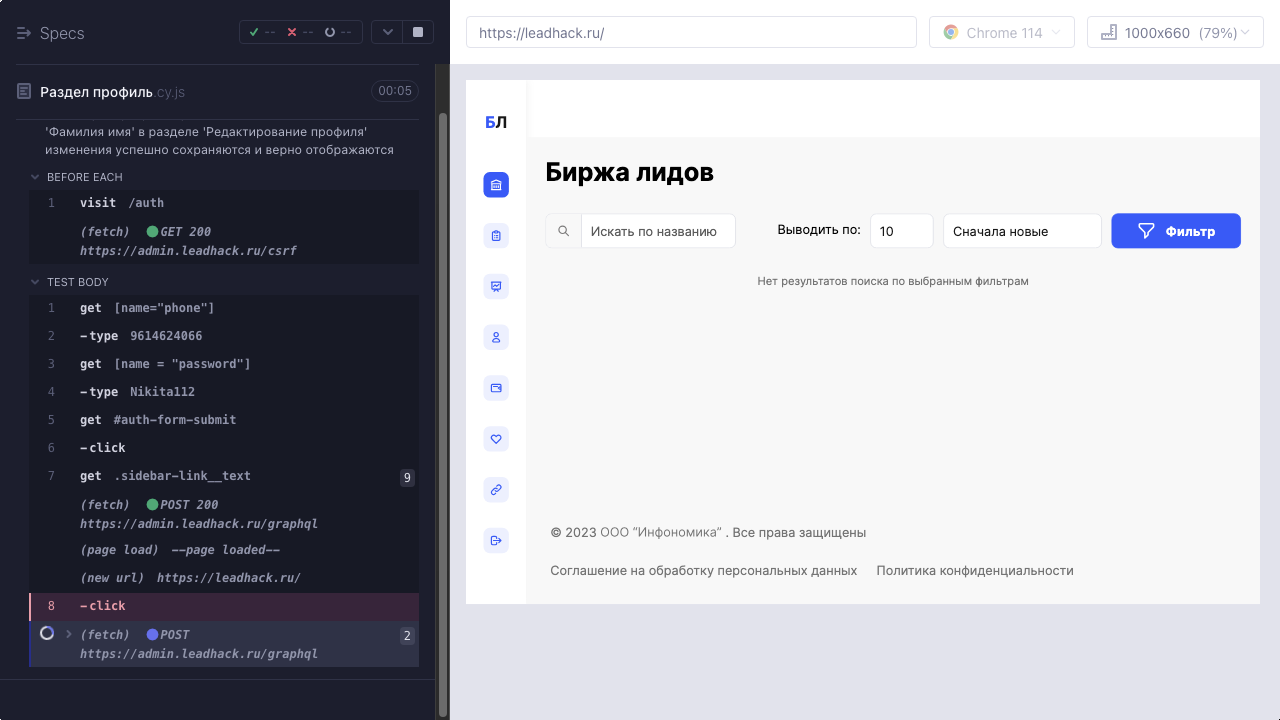 Specs
-- -- --
Раздел профиль.cy.js
00:05
'Фамилия имя' в разделе 'Редактирование профиля'
изменения успешно сохраняются и верно отображаются
BEFORE EACH
1 visit /auth
(fetch) GET 200
https://admin.leadhack.ru/csrf
TEST BODY
1 get [name="phone"]
2 -type 9614624066
3 get [name = "password"]
4 -type Nikita112
5 get #auth-form-submit
6 -click
7 get .sidebar-link__text 9
(fetch) POST 200
https://admin.leadhack.ru/graphql
(page load) --page loaded--
(new url) https://leadhack.ru/
8 -click
(fetch) POST 2
https://admin.leadhack.ru/graphql
https://leadhack.ru/
Chrome 114
1000x660 (79%)
БЛ
Биржа лидов
Искать по названию
Выводить по:
10
Сначала новые
Фильтр
Нет результатов поиска по выбранным фильтрам
© 2023 ООО “Инфономика” . Все права защищены
Соглашение на обработку персональных данных Политика конфиденциальности